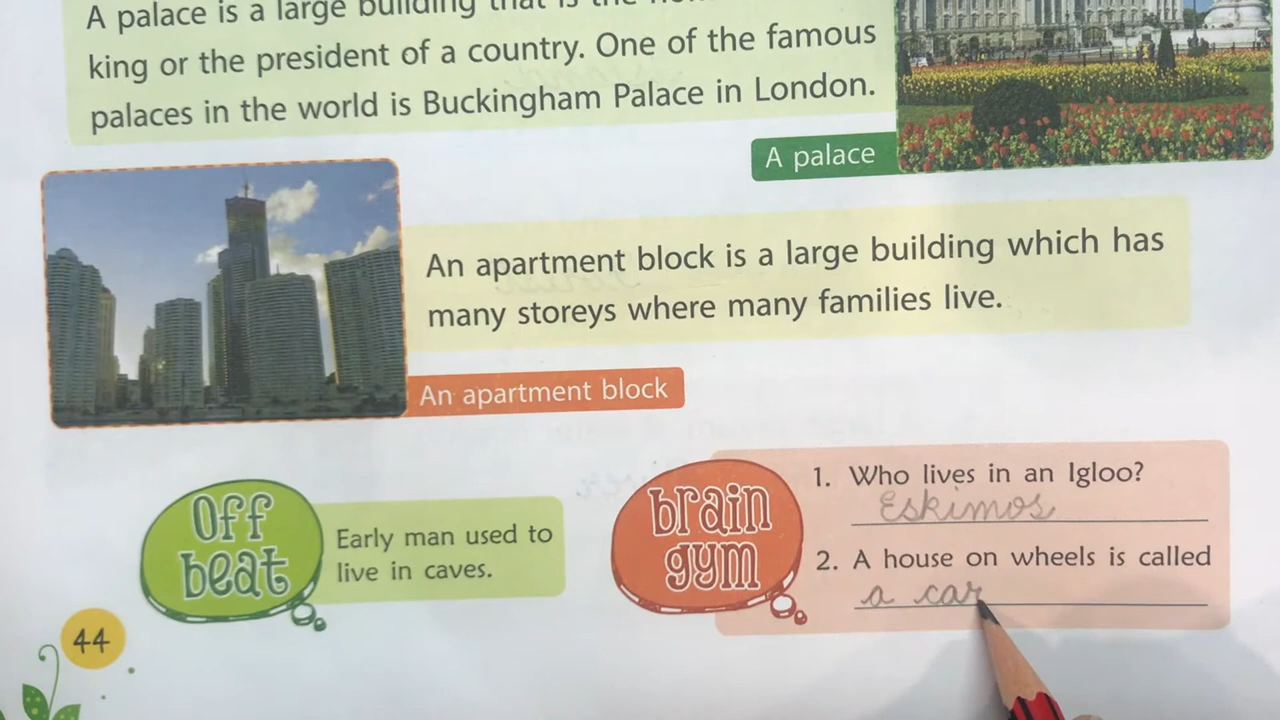 A palace is a large building that is the
king or the president of a country. One of the famous
palaces in the world is Buckingham Palace in London.
A palace
An apartment block is a large building which has
many storeys where many families live.
An apartment block
Off
beat
Early man used to
live in caves.
brain
gym
1. Who lives in an Igloo?
Eskimos
2. A house on wheels is called
a car
44